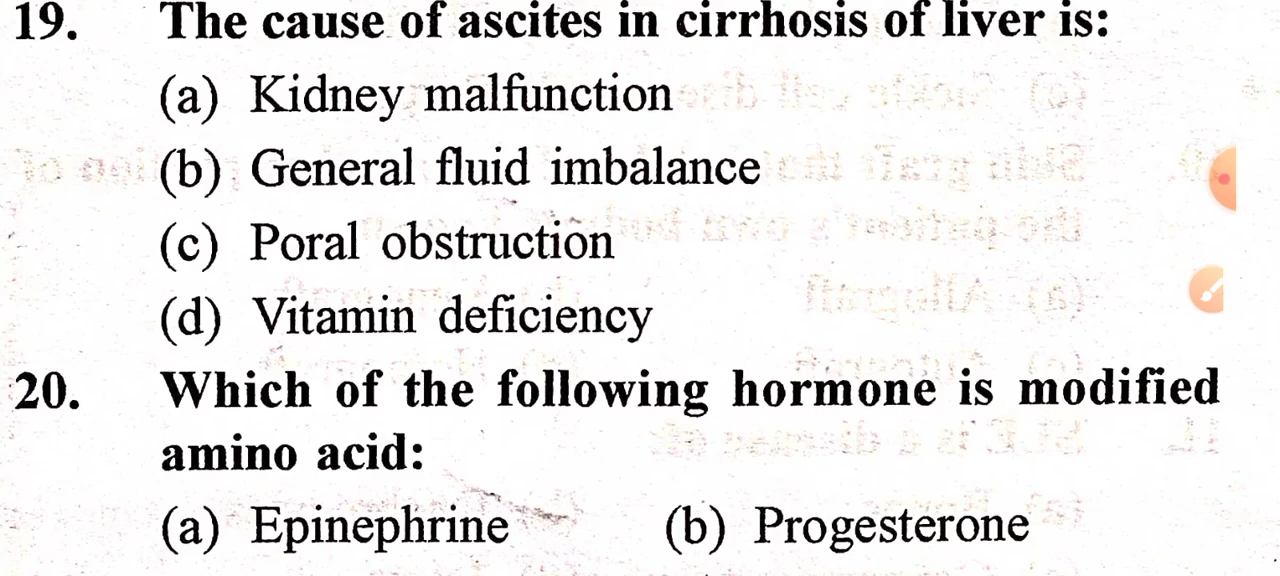 19. The cause of ascites in cirrhosis of liver is:
(a) Kidney malfunction
(b) General fluid imbalance
(c) Poral obstruction
(d) Vitamin deficiency
20. Which of the following hormone is modified
amino acid:
(a) Epinephrine (b) Progesterone